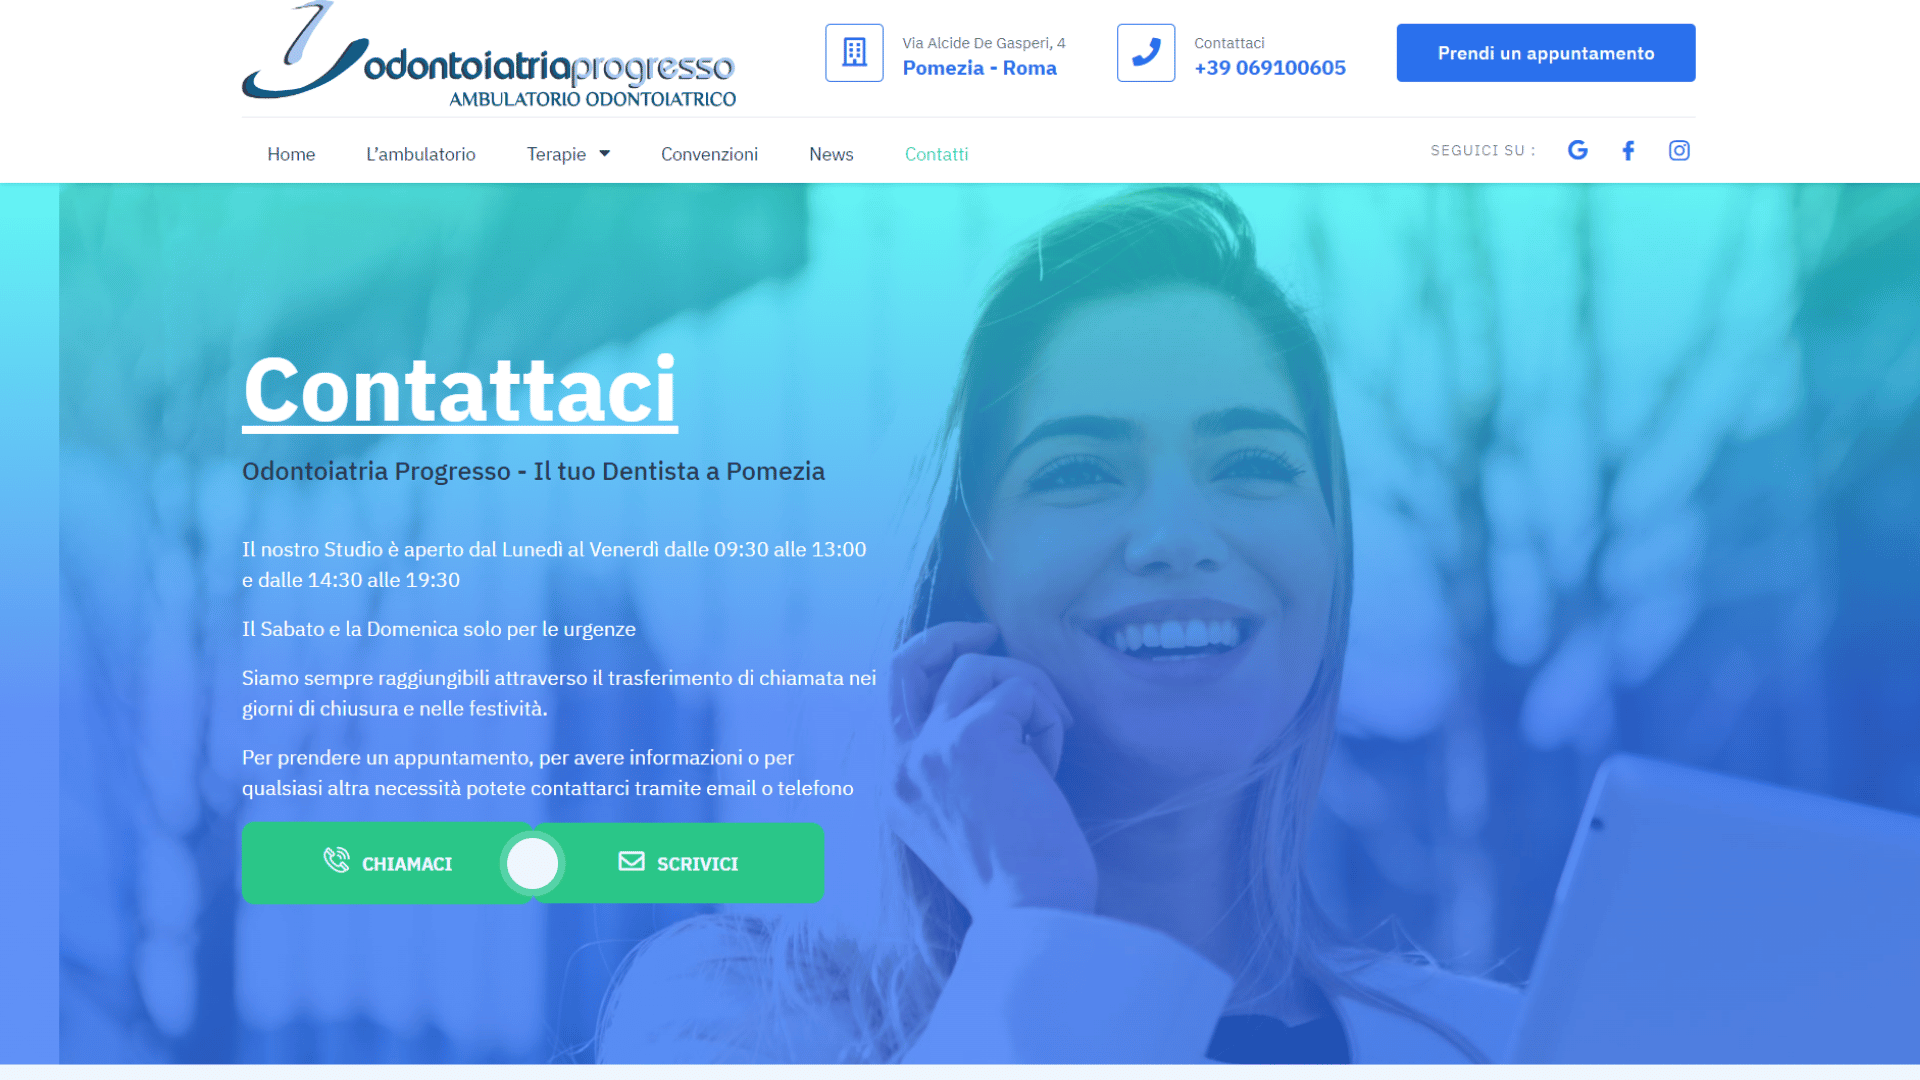 odontoiatriaprogresso
AMBULATORIO ODONTOIATRICO
Via Alcide De Gasperi, 4
Pomezia - Roma
Contattaci
+39 069100605
Prendi un appuntamento
Home
L'ambulatorio
Terapie
Convenzioni
News
Contatti
SEGUICI SU :
Contattaci
Odontoiatria Progresso - Il tuo Dentista a Pomezia
Il nostro Studio è aperto dal Lunedì al Venerdì dalle 09:30 alle 13:00
e dalle 14:30 alle 19:30
Il Sabato e la Domenica solo per le urgenze
Siamo sempre raggiungibili attraverso il trasferimento di chiamata nei
giorni di chiusura e nelle festività.
Per prendere un appuntamento, per avere informazioni o per
qualsiasi altra necessità potete contattarci tramite email o telefono
CHIAMACI
SCRIVICI